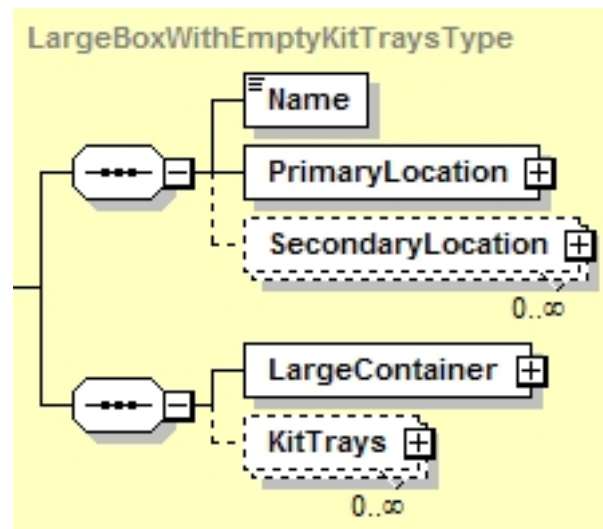 LargeBoxWithEmptyKitTraysType
Name
PrimaryLocation
SecondaryLocation
0..∞
LargeContainer
KitTrays
0..∞